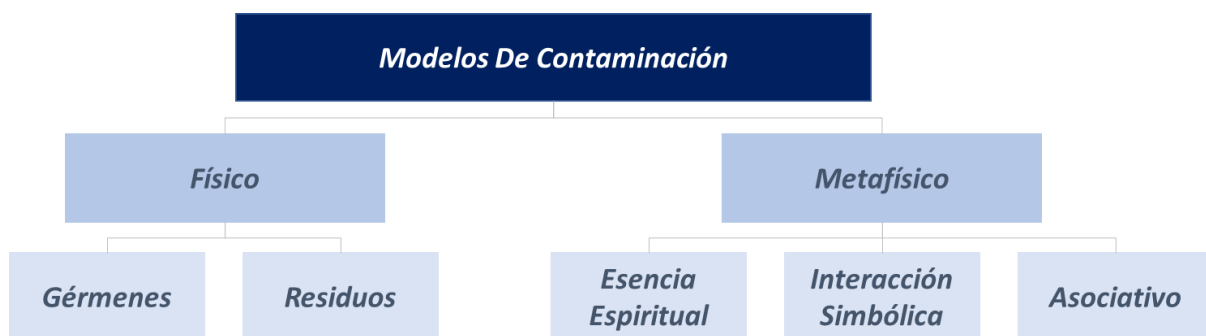 Modelos De Contaminación
Físico
Metafísico
Gérmenes
Residuos
Esencia
Espiritual
Interacción
Simbólica
Asociativo